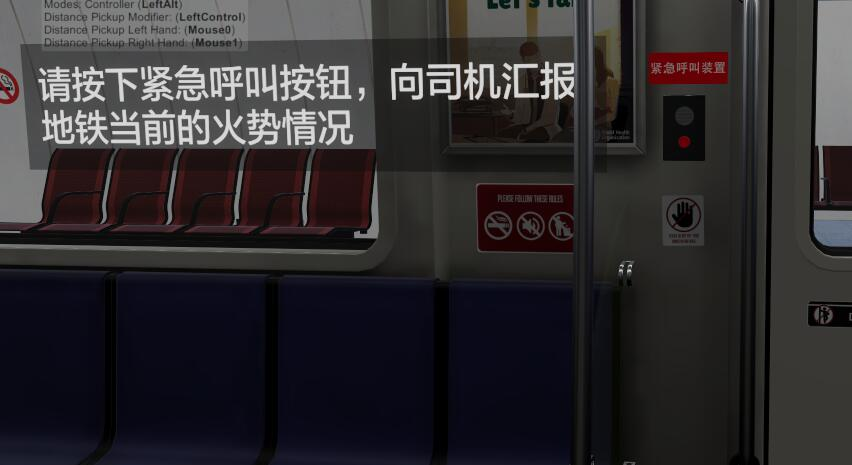 Modes: Controller (LeftAlt)
Distance Pickup Modifier: (LeftControl)
Distance Pickup Left Hand: (Mouse0)
Distance Pickup Right Hand: (Mouse1)
请按下紧急呼叫按钮，向司机汇报
地铁当前的火势情况
紧急呼叫装置
PLEASE FOLLOW THESE RULES